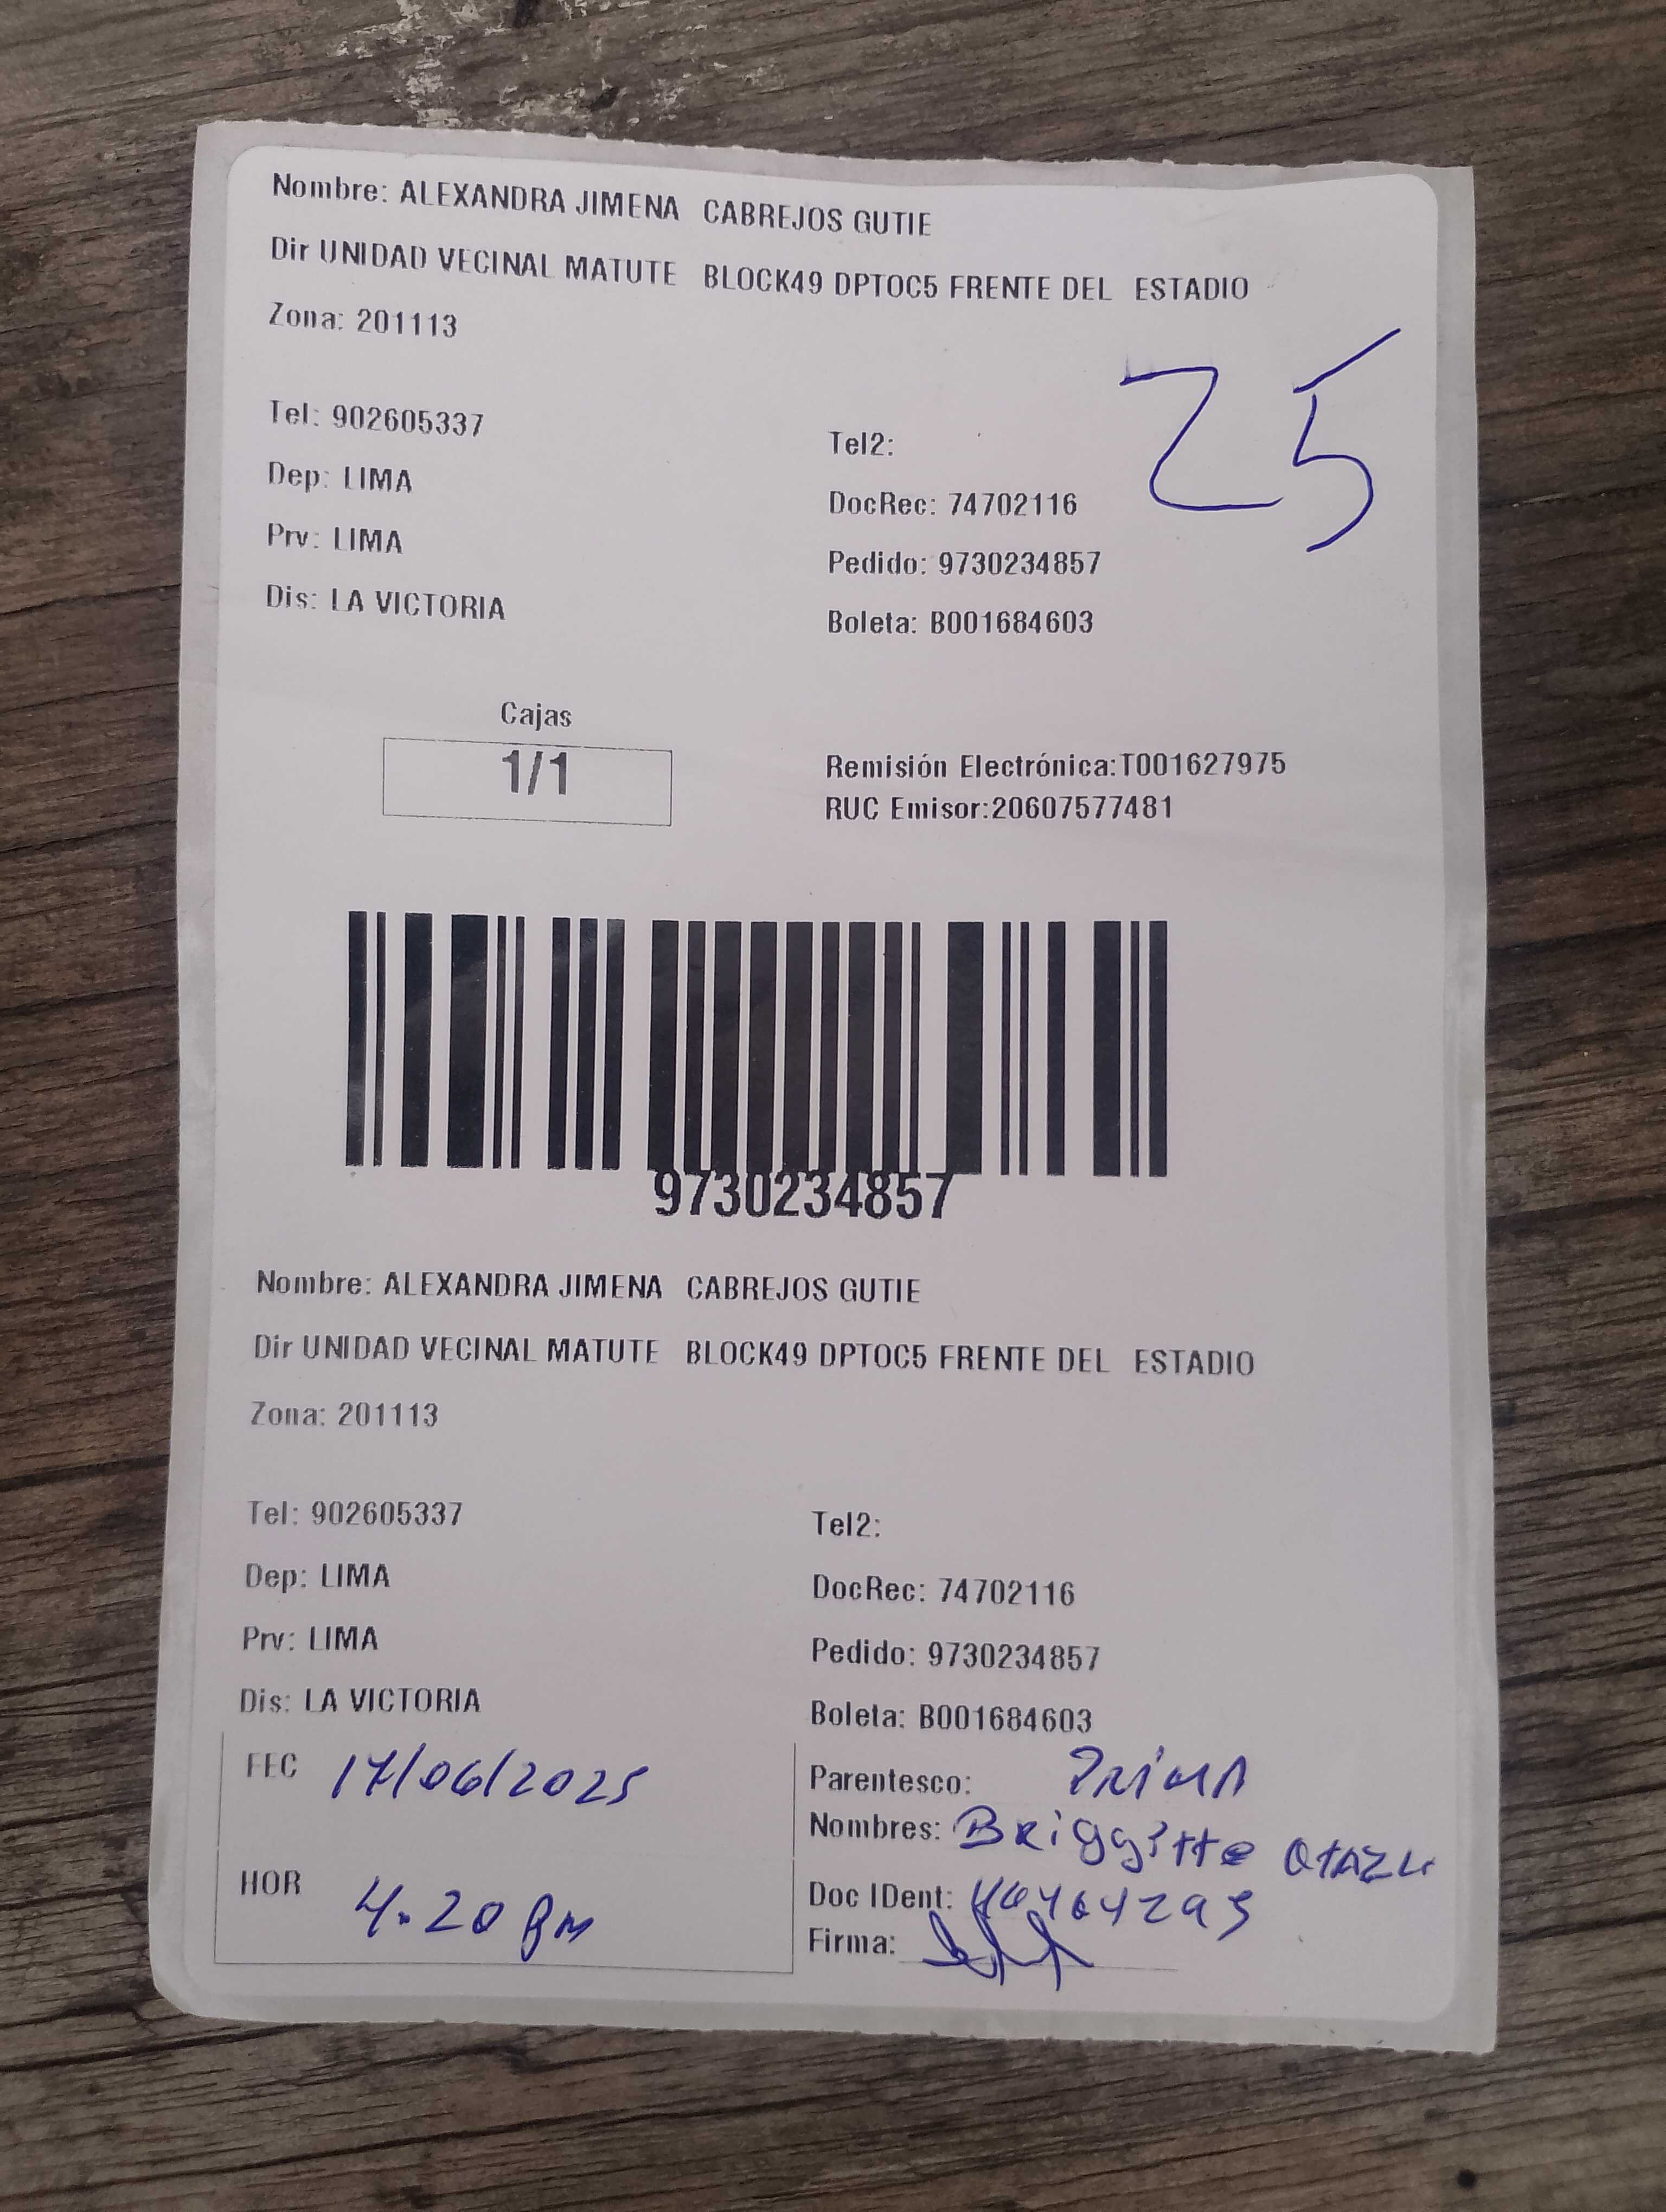 Nombre: ALEXANDRA JIMENA CABREJOS GUTIE
Dir UNIDAD VECINAL MATUTE BLOCK49 DPTOC5 FRENTE DEL ESTADIO
Zona: 201113
25
Tel: 902605337
Tel2:
Dep: LIMA
DocRec: 74702116
Prv: LIMA
Pedido: 9730234857
Dis: LA VICTORIA
Boleta: B001684603
Cajas
1/1
Remisión Electrónica:T001627975
RUC Emisor:20607577481
9730234857
Nombre: ALEXANDRA JIMENA CABREJOS GUTIE
Dir UNIDAD VECINAL MATUTE BLOCK49 DPTOC5 FRENTE DEL ESTADIO
Zona: 201113
Tel: 902605337
Tel2:
Dep: LIMA
DocRec: 74702116
Prv: LIMA
Pedido: 9730234857
Dis: LA VICTORIA
Boleta: B001684603
FEC 17/06/2025
Parentesco: PRIMA
Nombres: Briggitte Otazu
HOR 4.20 pm
Doc IDent:
Firma: